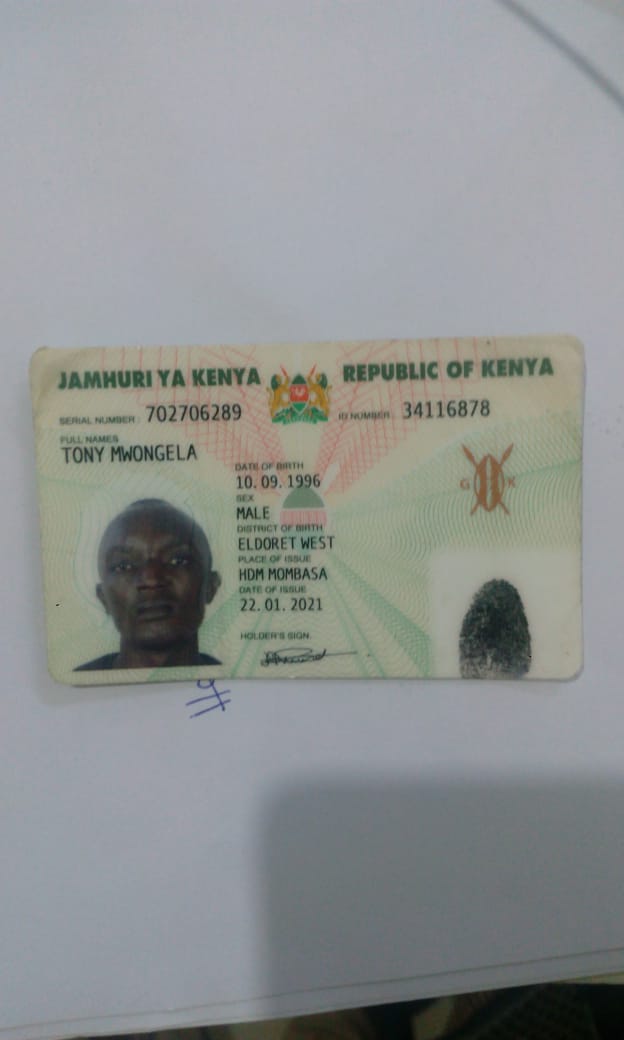 JAMHURI YA KENYA REPUBLIC OF KENYA
SERIAL NUMBER: 702706289 ID NUMBER: 34116878
FULL NAMES
TONY MWONGELA
DATE OF BIRTH
10. 09. 1996
SEX
MALE
G K
DISTRICT OF BIRTH
ELDORET WEST
PLACE OF ISSUE
HDM MOMBASA
DATE OF ISSUE
22. 01. 2021
HOLDER'S SIGN.